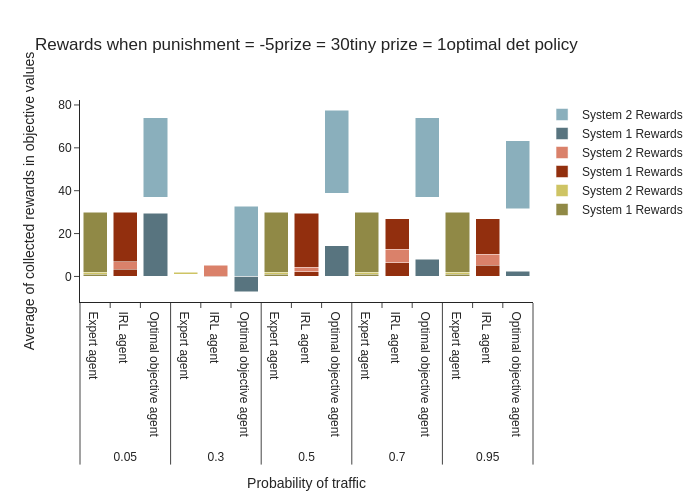 Rewards when punishment = -5prize = 30tiny prize = 1optimal det policy
Average of collected rewards in objective values
80
60
40
20
0
System 2 Rewards
System 1 Rewards
System 2 Rewards
System 1 Rewards
System 2 Rewards
System 1 Rewards
Expert agent
IRL agent
Optimal objective agent
Expert agent
IRL agent
Optimal objective agent
Expert agent
IRL agent
Optimal objective agent
Expert agent
IRL agent
Optimal objective agent
Expert agent
IRL agent
Optimal objective agent
0.05
0.3
0.5
0.7
0.95
Probability of traffic